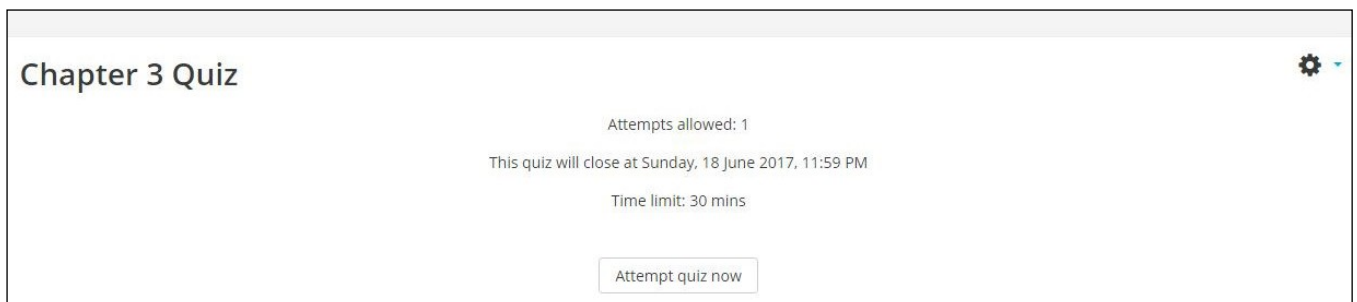 Chapter 3 Quiz
Attempts allowed: 1
This quiz will close at Sunday, 18 June 2017, 11:59 PM
Time limit: 30 mins
Attempt quiz now